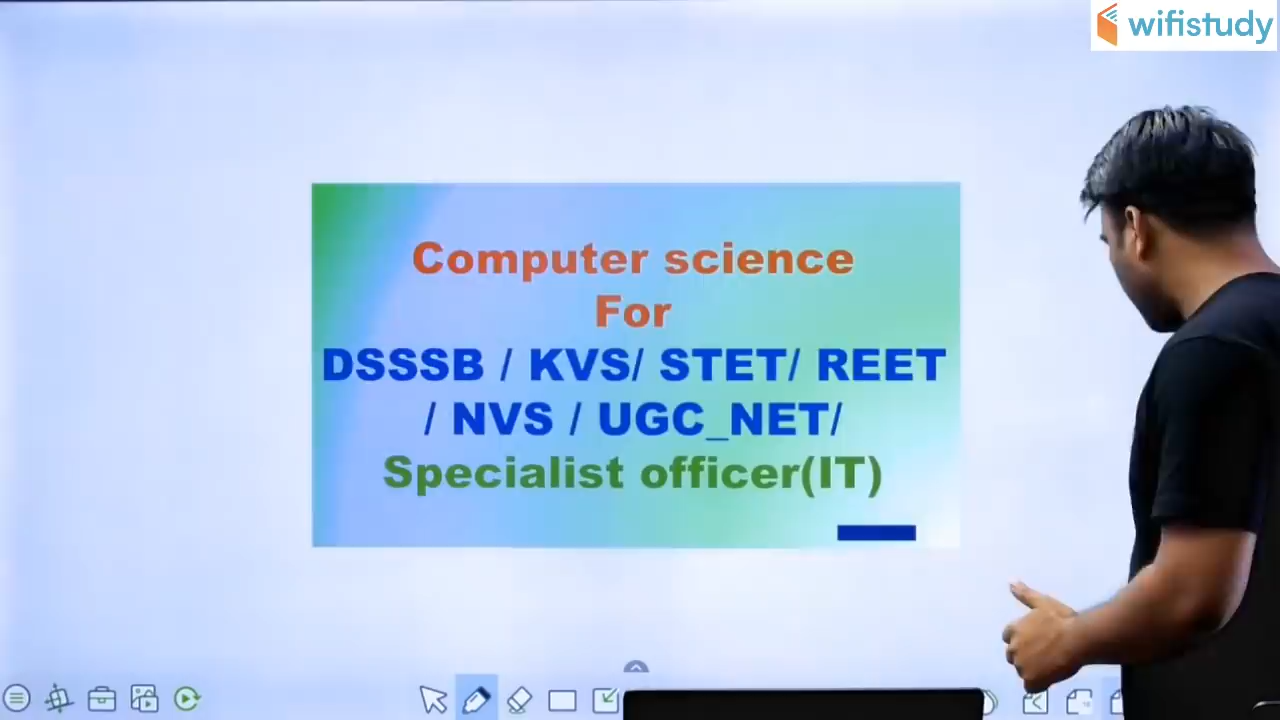 wifistudy
Computer science
For
DSSSB / KVS/ STET/ REET
/ NVS / UGC_NET/
Specialist officer(IT)